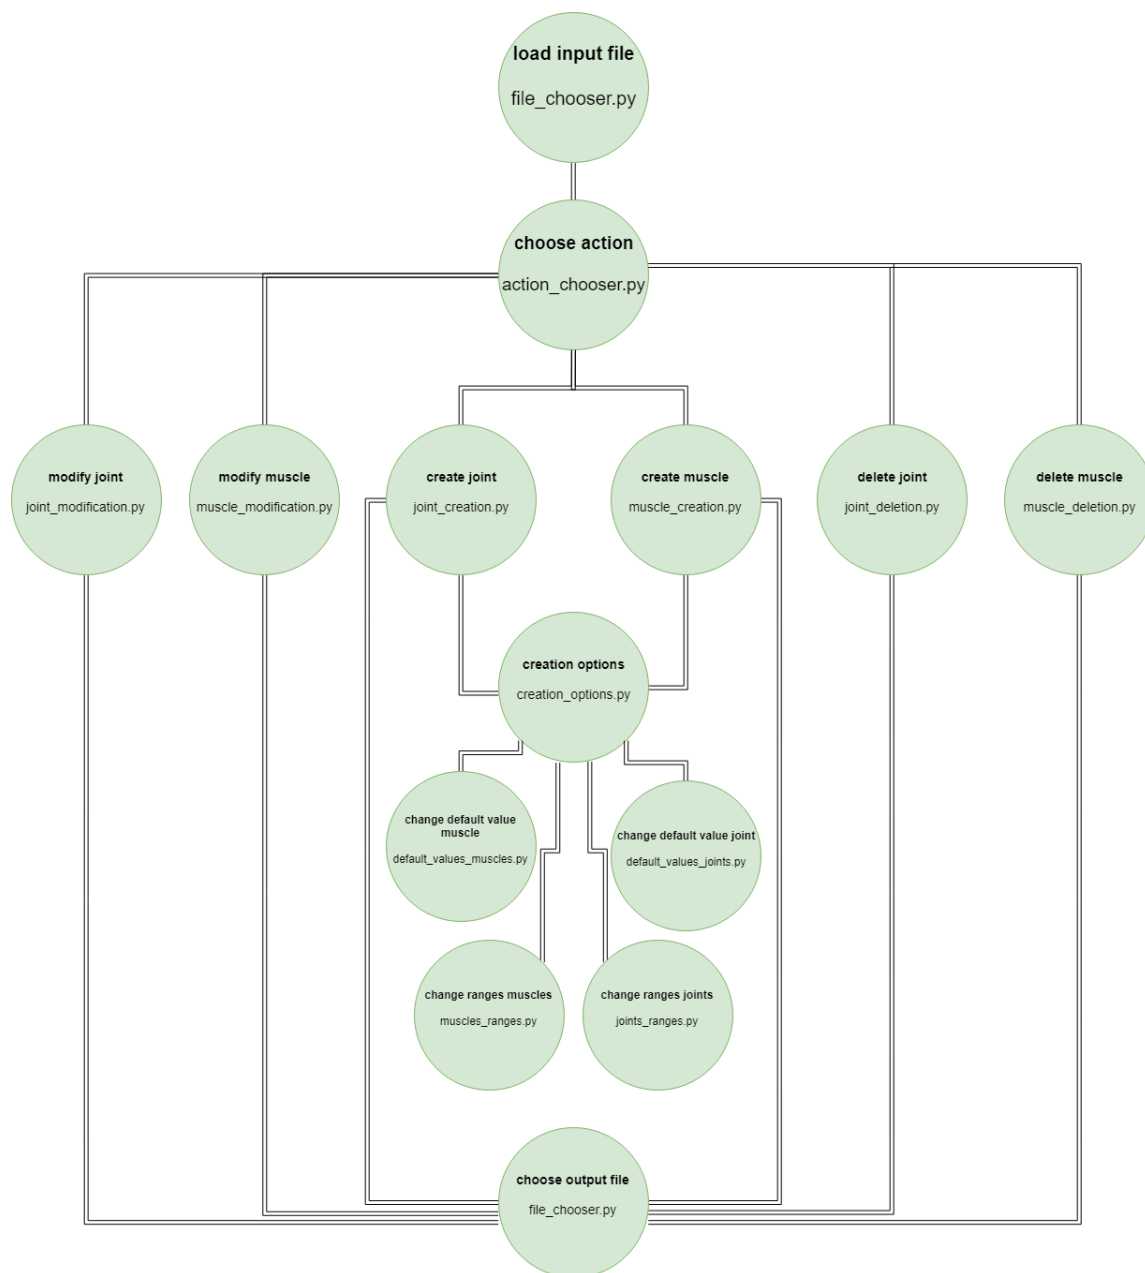 load input file
file_chooser.py
choose action
action_chooser.py
modify joint
joint_modification.py
modify muscle
muscle_modification.py
create joint
joint_creation.py
create muscle
muscle_creation.py
delete joint
joint_deletion.py
delete muscle
muscle_deletion.py
creation options
creation_options.py
change default value
muscle
default_values_muscles.py
change default value joint
default_values_joints.py
change ranges muscles
muscles_ranges.py
change ranges joints
joints_ranges.py
choose output file
file_chooser.py